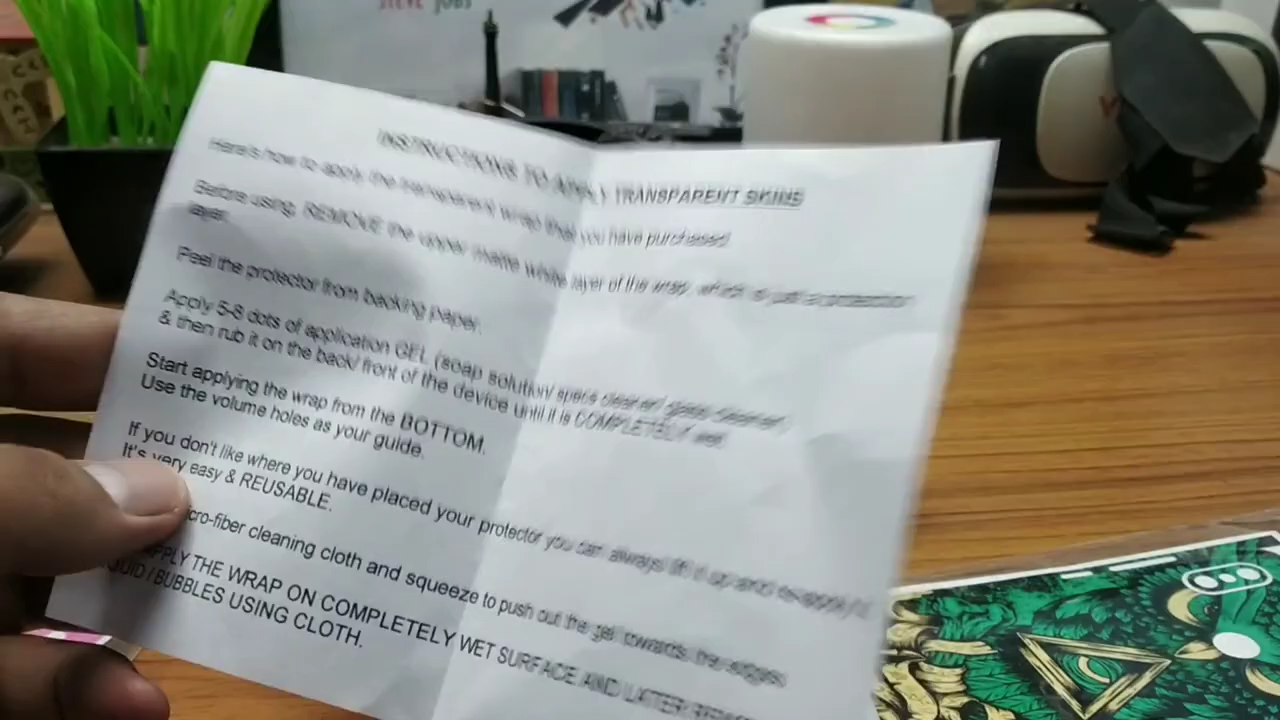 STEVE JOBS
INSTRUCTIONS TO APPLY TRANSPARENT SKINS
Here's how to apply the transparent wrap that you have purchased.
Before using, REMOVE the upper matte white layer of the wrap, which is just a protection
layer.
Peel the protector from backing paper.
Apply 5-8 dots of application GEL (soap solution/ specs cleaner/ glass cleaner)
& then rub it on the back/ front of the device until it is COMPLETELY wet.
Start applying the wrap from the BOTTOM.
Use the volume holes as your guide.
If you don't like where you have placed your protector you can always lift it up and re-apply it.
It's very easy & REUSABLE.
cro-fiber cleaning cloth and squeeze to push out the gel towards the edges.
APPLY THE WRAP ON COMPLETELY WET SURFACE AND LATTER
BUBBLES USING CLOTH.